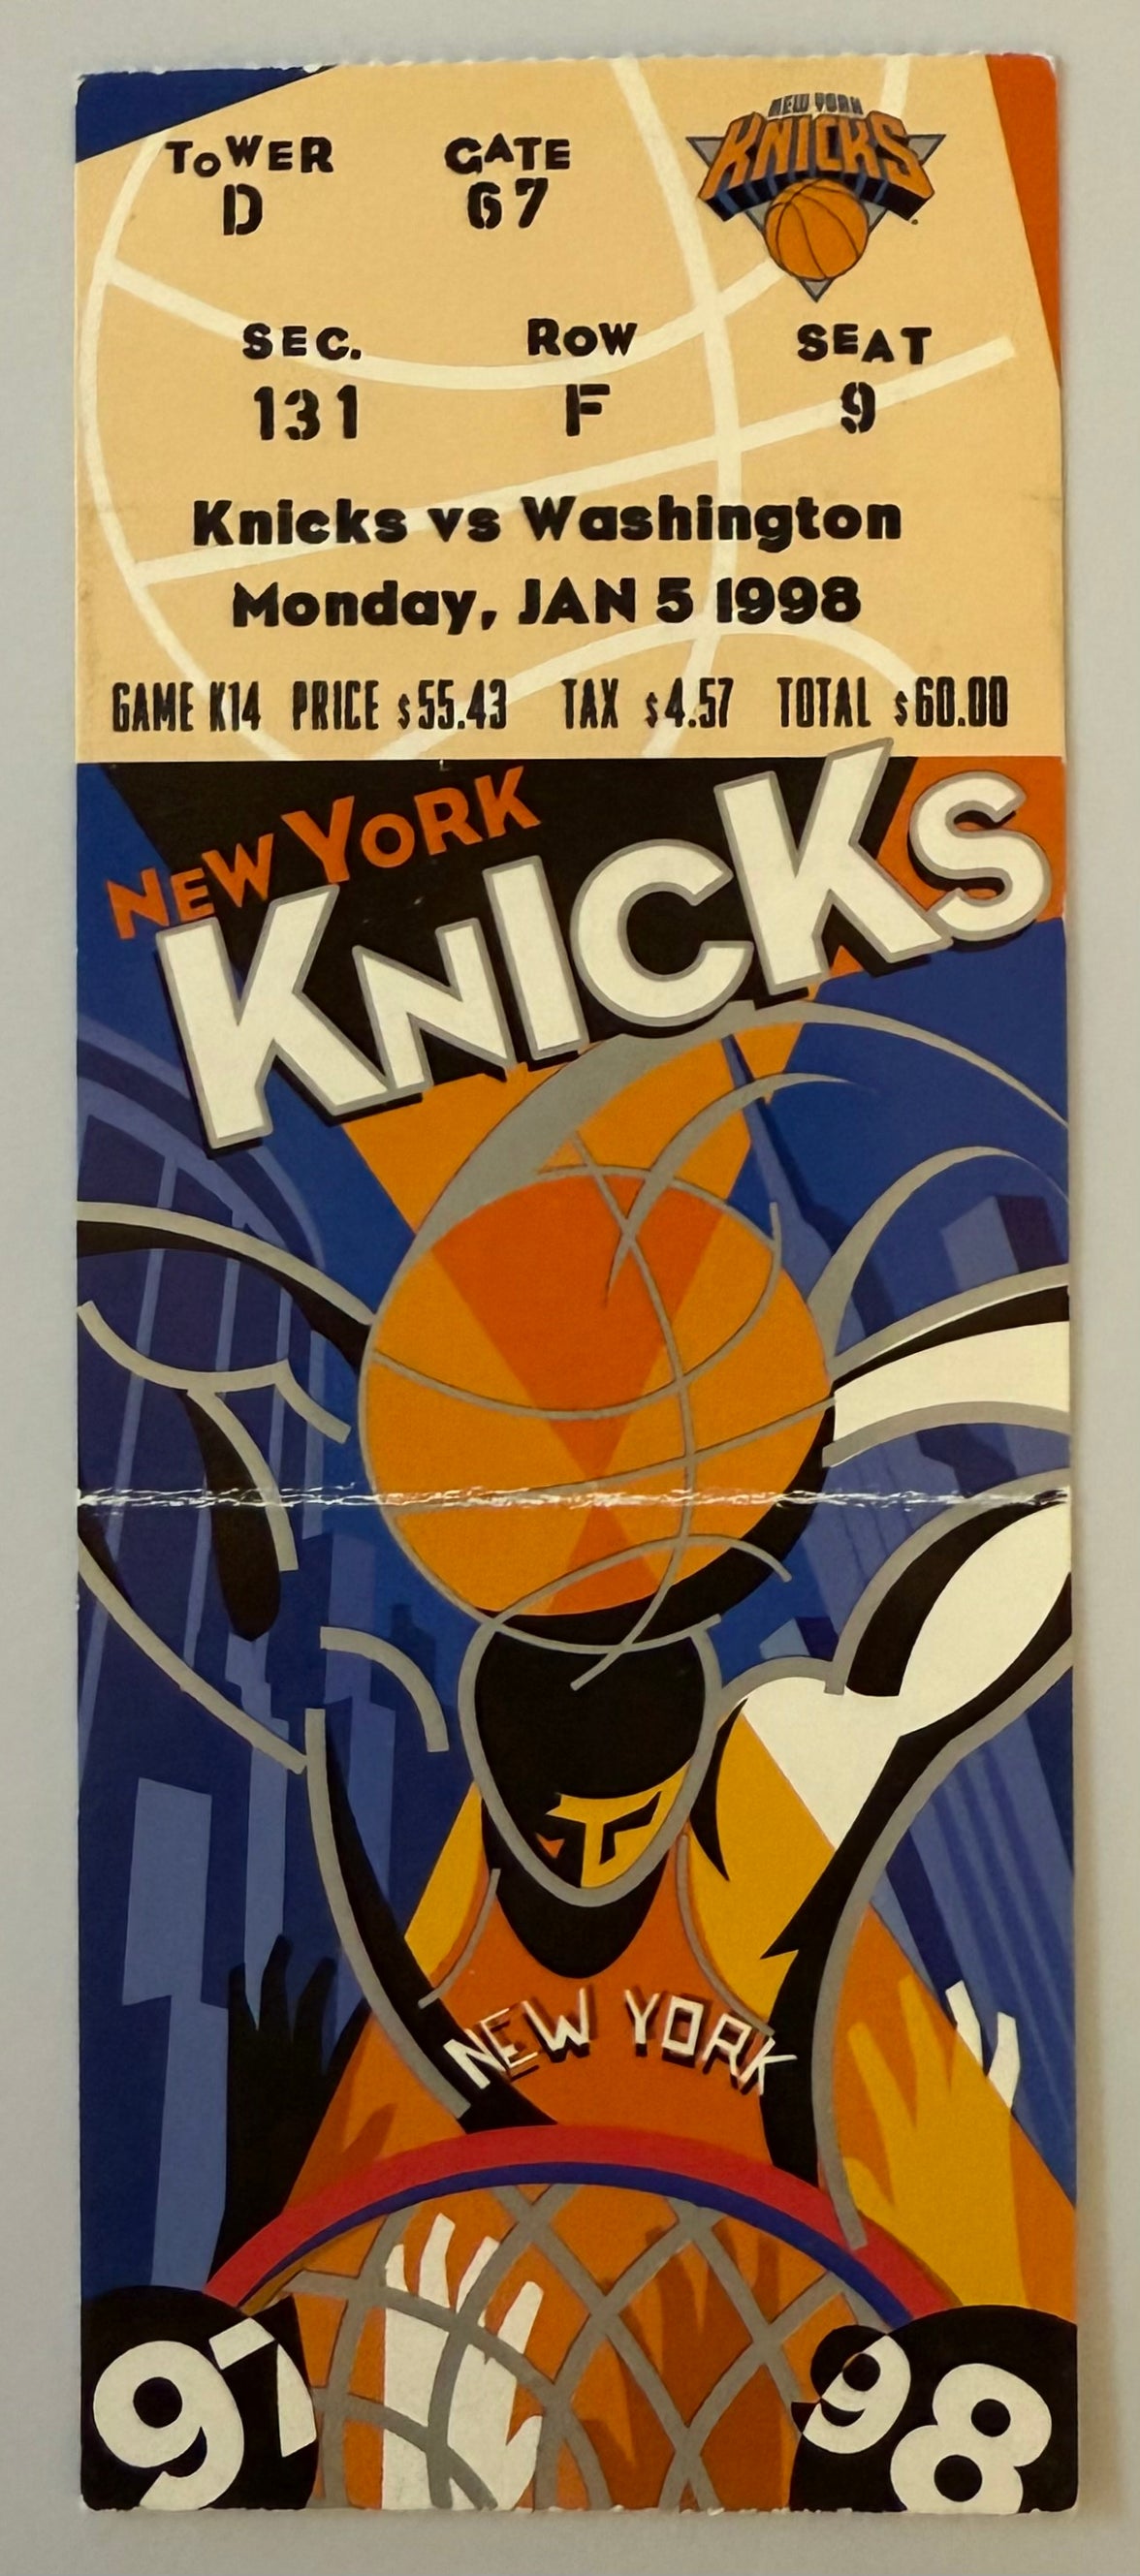 TOWER GATE
D 67
NEW YORK
KNICKS
SEC. ROW SEAT
131 F 9
Knicks vs Washington
Monday, JAN 5 1998
GAME K14 PRICE $55.43 TAX $4.57 TOTAL $60.00
NEW YORK
KNICKS
NEW YORK
97 98